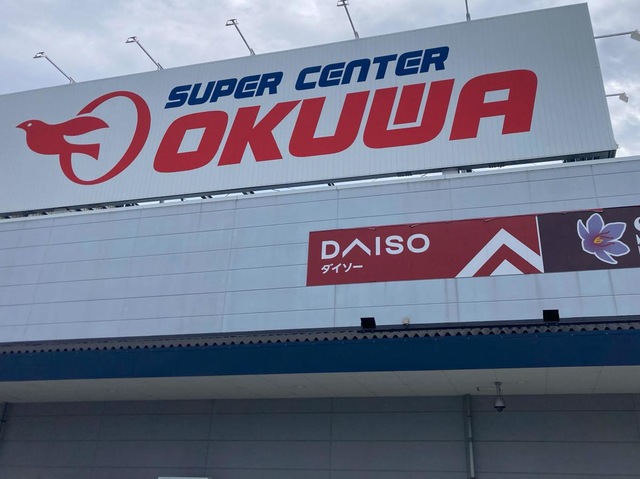 SUPER CENTER
OKUWA
DAISO
ダイソー